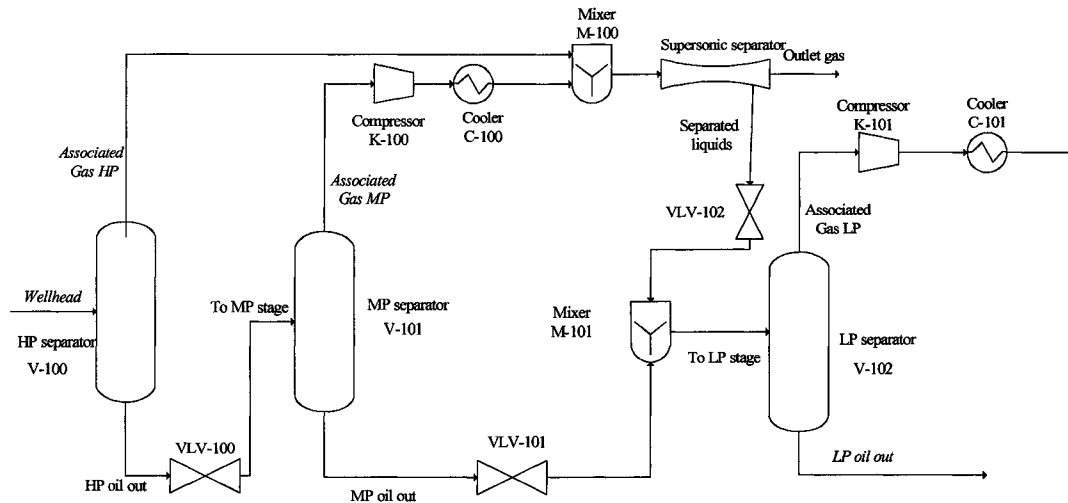 Mixer
M-100
Supersonic separator
Outlet gas
Compressor
K-100
Cooler
C-100
Separated
liquids
Compressor
K-101
Cooler
C-101
Associated
Gas HP
Associated
Gas MP
VLV-102
Associated
Gas LP
Wellhead
HP separator
V-100
To MP stage
MP separator
V-101
Mixer
M-101
To LP stage
LP separator
V-102
VLV-100
HP oil out
VLV-101
MP oil out
LP oil out